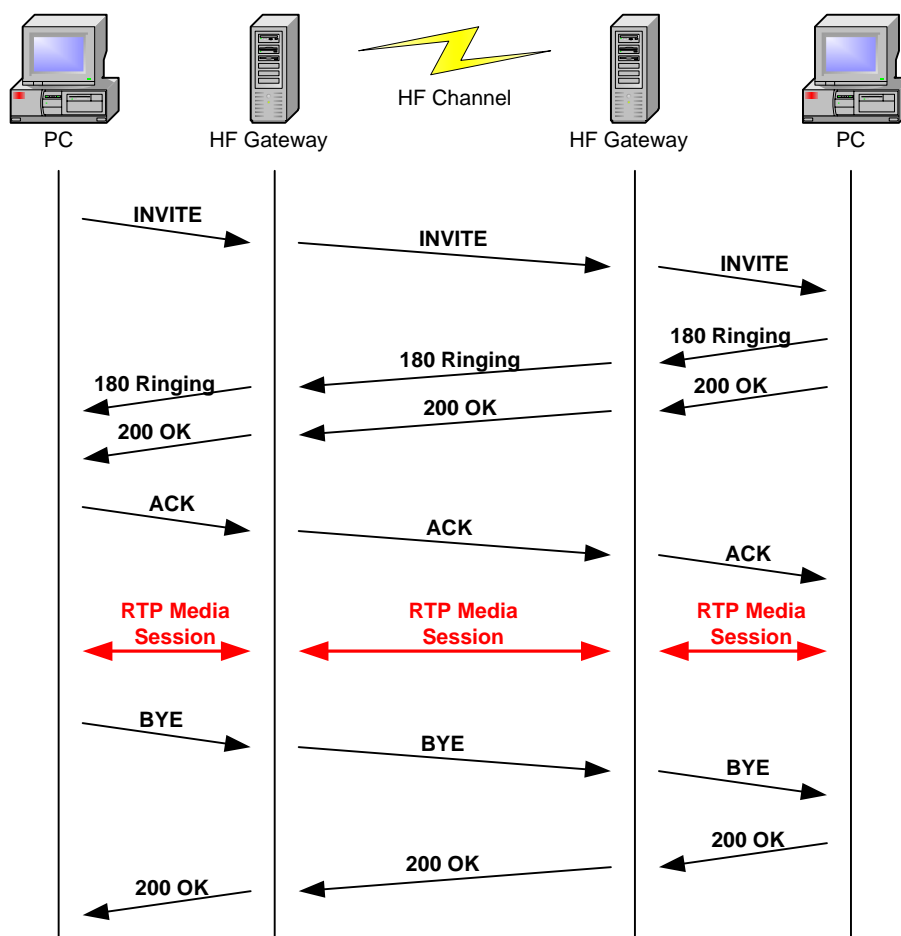 HF Channel
PC
HF Gateway
HF Gateway
PC
INVITE
INVITE
INVITE
180 Ringing
180 Ringing
180 Ringing
200 OK
200 OK
200 OK
ACK
ACK
ACK
RTP Media
Session
RTP Media
Session
RTP Media
Session
BYE
BYE
BYE
200 OK
200 OK
200 OK